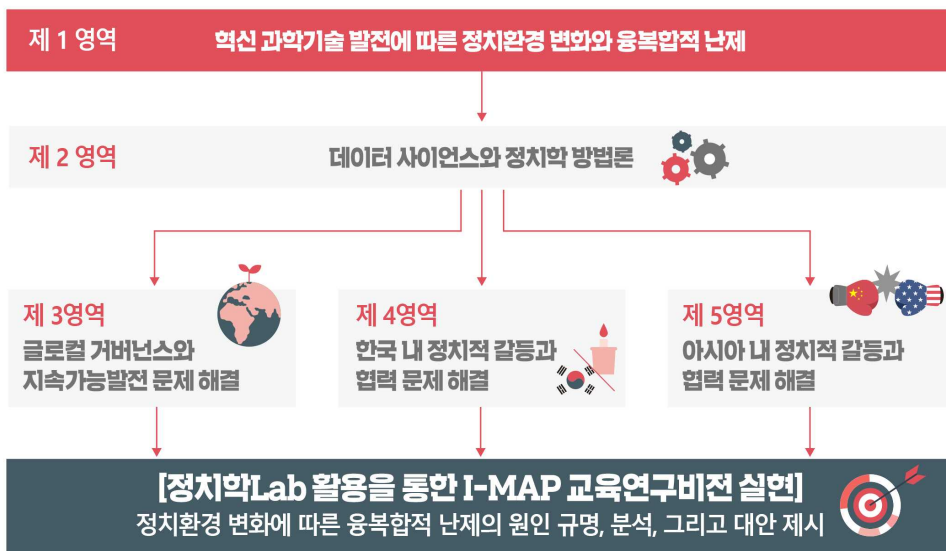 제 1 영역
혁신 과학기술 발전에 따른 정치환경 변화와 융복합적 난제
제 2 영역
데이터 사이언스와 정치학 방법론
제 3영역
글로컬 거버넌스와
지속가능발전 문제 해결
제 4영역
한국 내 정치적 갈등과
협력 문제 해결
제 5영역
아시아 내 정치적 갈등과
협력 문제 해결
[정치학Lab 활용을 통한 I-MAP 교육연구비전 실현]
정치환경 변화에 따른 융복합적 난제의 원인 규명, 분석, 그리고 대안 제시